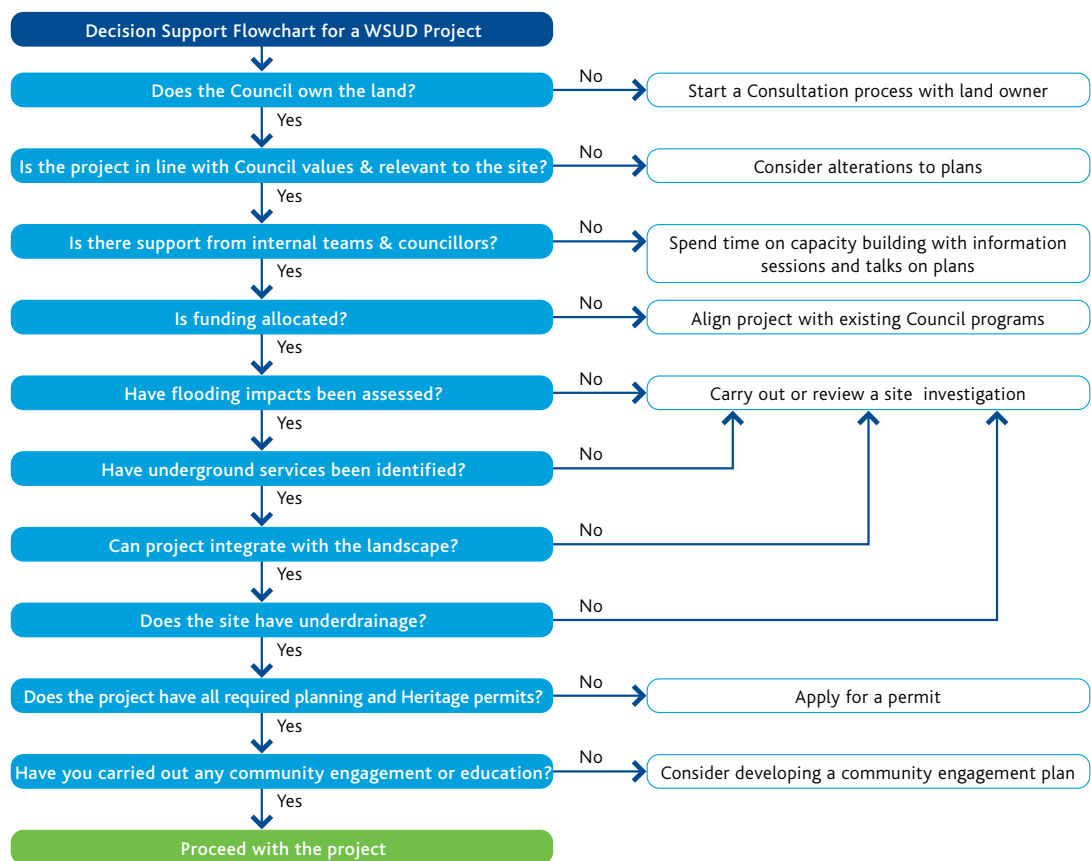 Decision Support Flowchart for a WSUD Project
Does the Council own the land?
No
Start a Consultation process with land owner
Yes
Is the project in line with Council values & relevant to the site?
No
Consider alterations to plans
Yes
Is there support from internal teams & councillors?
No
Spend time on capacity building with information
sessions and talks on plans
Yes
Is funding allocated?
No
Align project with existing Council programs
Yes
Have flooding impacts been assessed?
No
Carry out or review a site investigation
Yes
Have underground services been identified?
No
Yes
Can project integrate with the landscape?
No
Yes
Does the site have underdrainage?
No
Yes
Does the project have all required planning and Heritage permits?
No
Apply for a permit
Yes
Have you carried out any community engagement or education?
No
Consider developing a community engagement plan
Yes
Proceed with the project